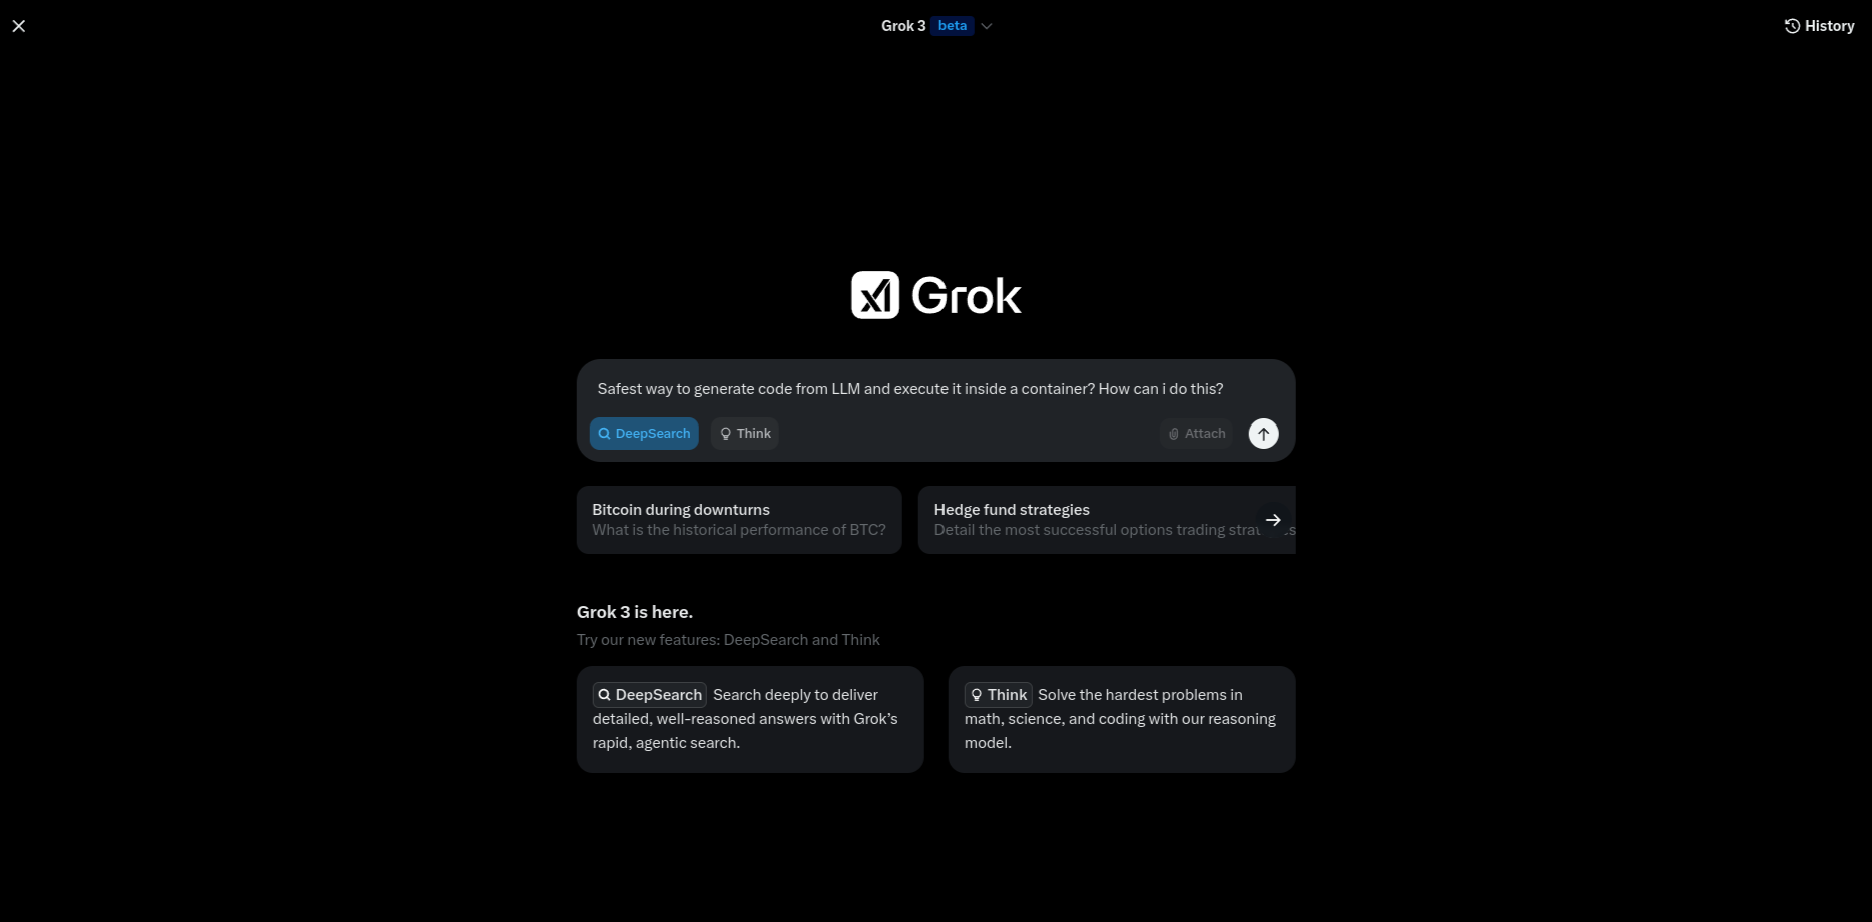 Grok 3 beta
History
Grok
Safest way to generate code from LLM and execute it inside a container? How can i do this?
DeepSearch
Think
Attach
Bitcoin during downturns
What is the historical performance of BTC?
Hedge fund strategies
Detail the most successful options trading
Grok 3 is here.
Try our new features: DeepSearch and Think
DeepSearch Search deeply to deliver
detailed, well-reasoned answers with Grok's
rapid, agentic search.
Think Solve the hardest problems in
math, science, and coding with our reasoning
model.